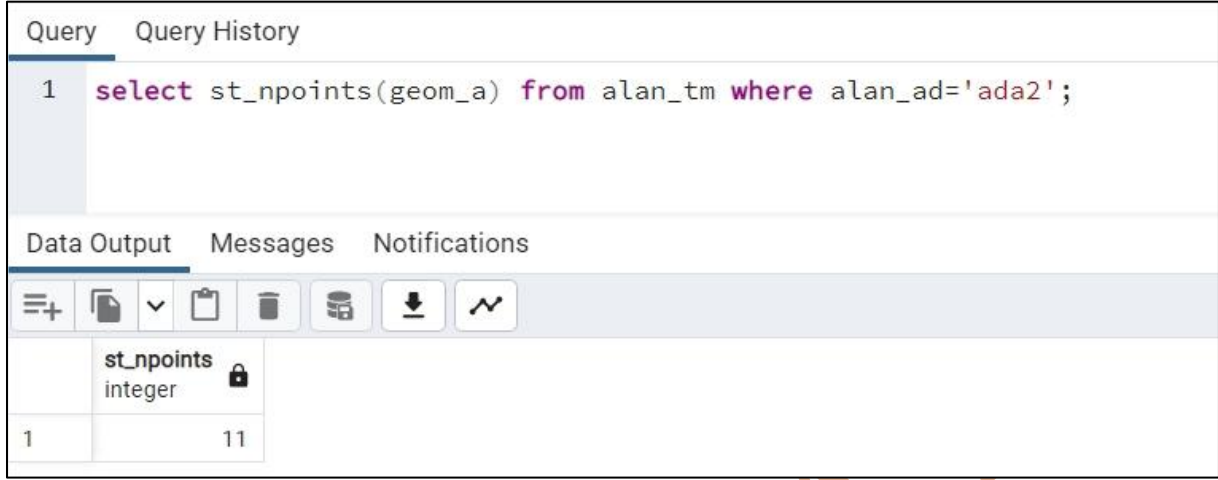 Query Query History
1 select st_npoints(geom_a) from alan_tm where alan_ad='ada2';
Data Output Messages Notifications
st_npoints
integer
1 11